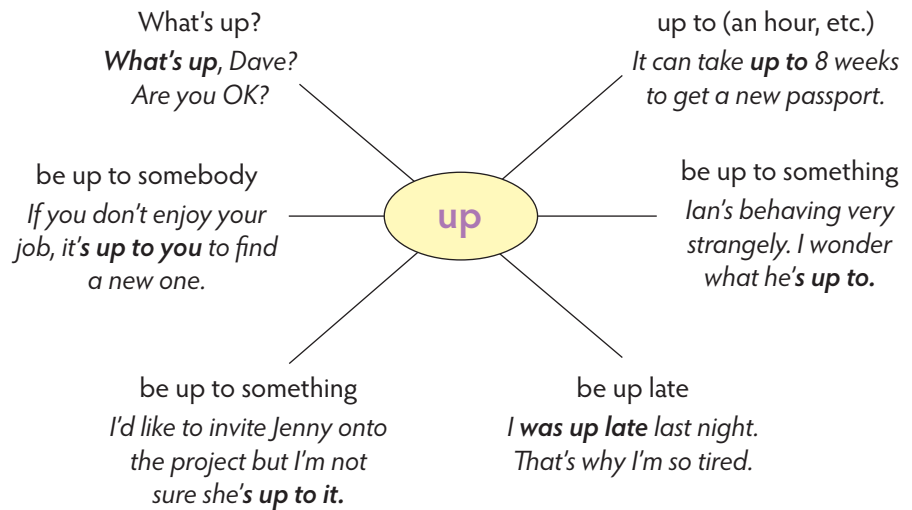 What's up?
What's up, Dave?
Are you OK?
up to (an hour, etc.)
It can take up to 8 weeks
to get a new passport.
be up to somebody
If you don't enjoy your
job, it's up to you to find
a new one.
up
be up to something
Ian's behaving very
strangely. I wonder
what he's up to.
be up to something
I'd like to invite Jenny onto
the project but I'm not
sure she's up to it.
be up late
I was up late last night.
That's why I'm so tired.